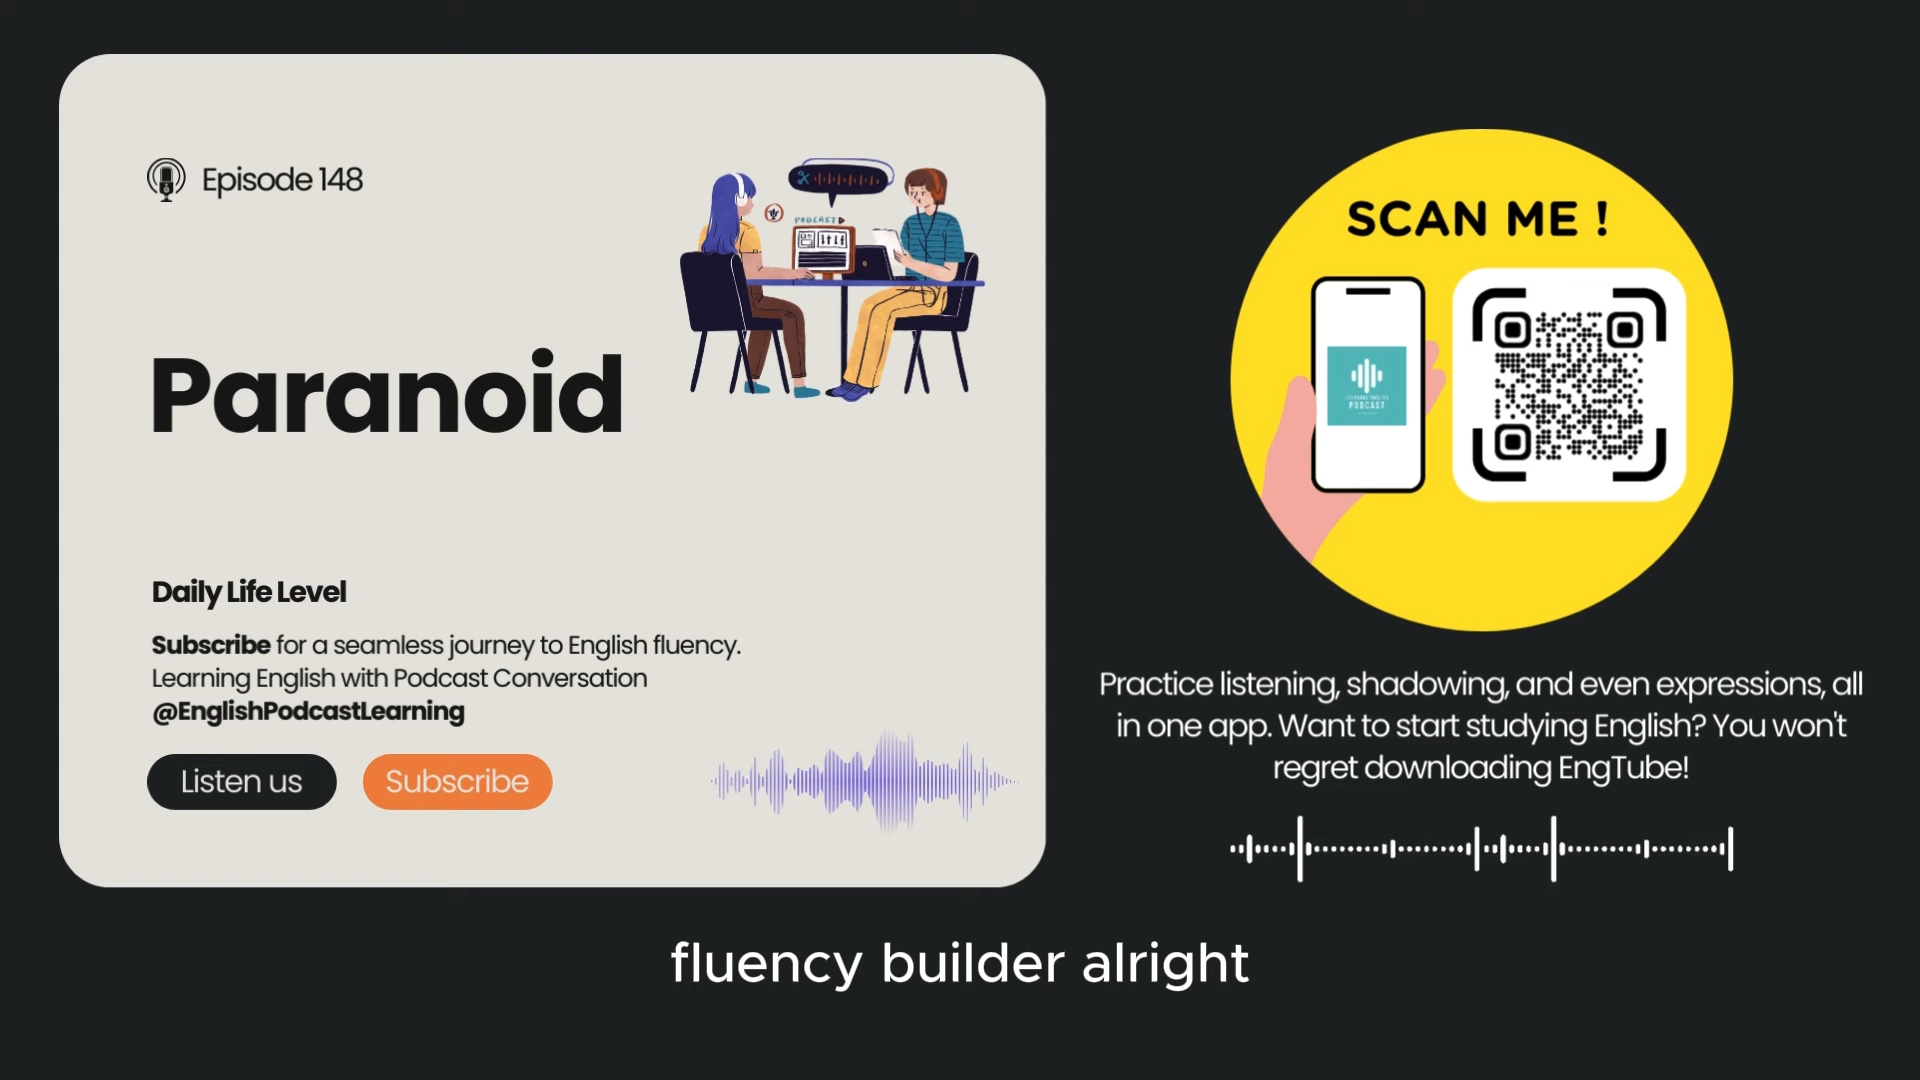 Episode 148
PODCAST
Paranoid
Daily Life Level
Subscribe for a seamless journey to English fluency.
Learning English with Podcast Conversation
@EnglishPodcastLearning
Listen us
Subscribe
SCAN ME !
PODCAST
Practice listening, shadowing, and even expressions, all
in one app. Want to start studying English? You won't
regret downloading EngTube!
fluency builder alright